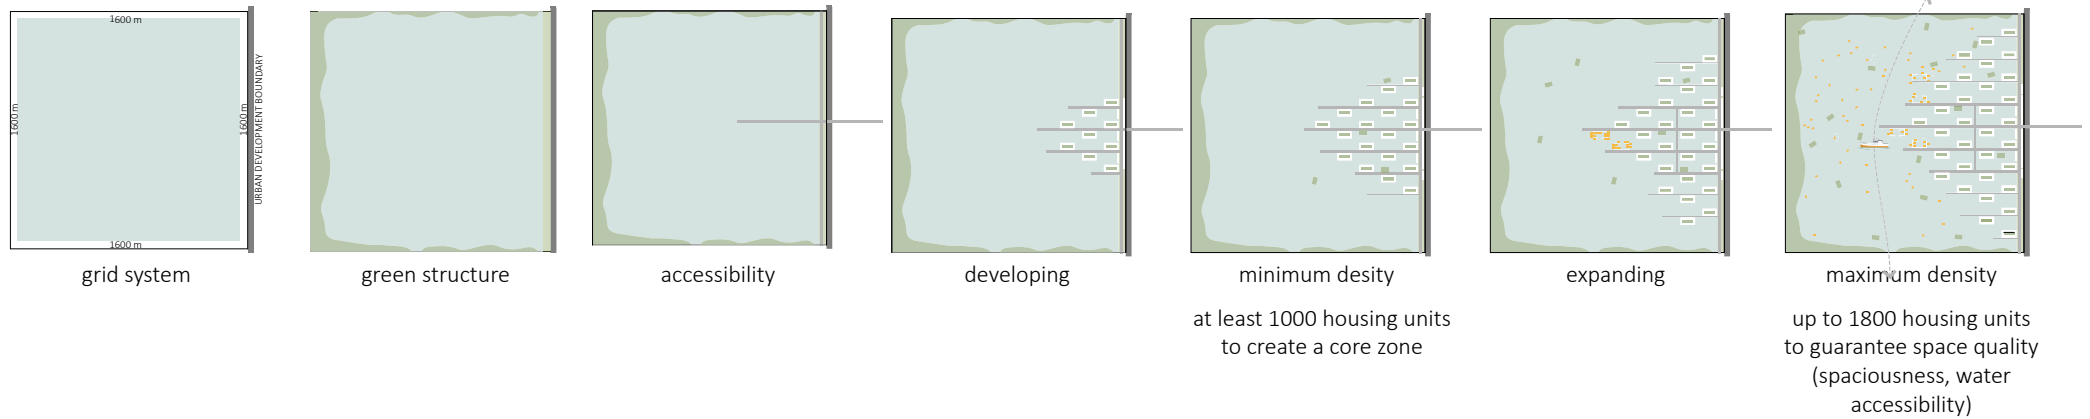 1600 m
1600 m
1600 m
URBAN DEVELOPMENT BOUNDARY
1600 m
grid system
green structure
accessibility
developing
minimum desity
at least 1000 housing units
to create a core zone
expanding
maximum density
up to 1800 housing units
to guarantee space quality
(spaciousness, water
accessibility)